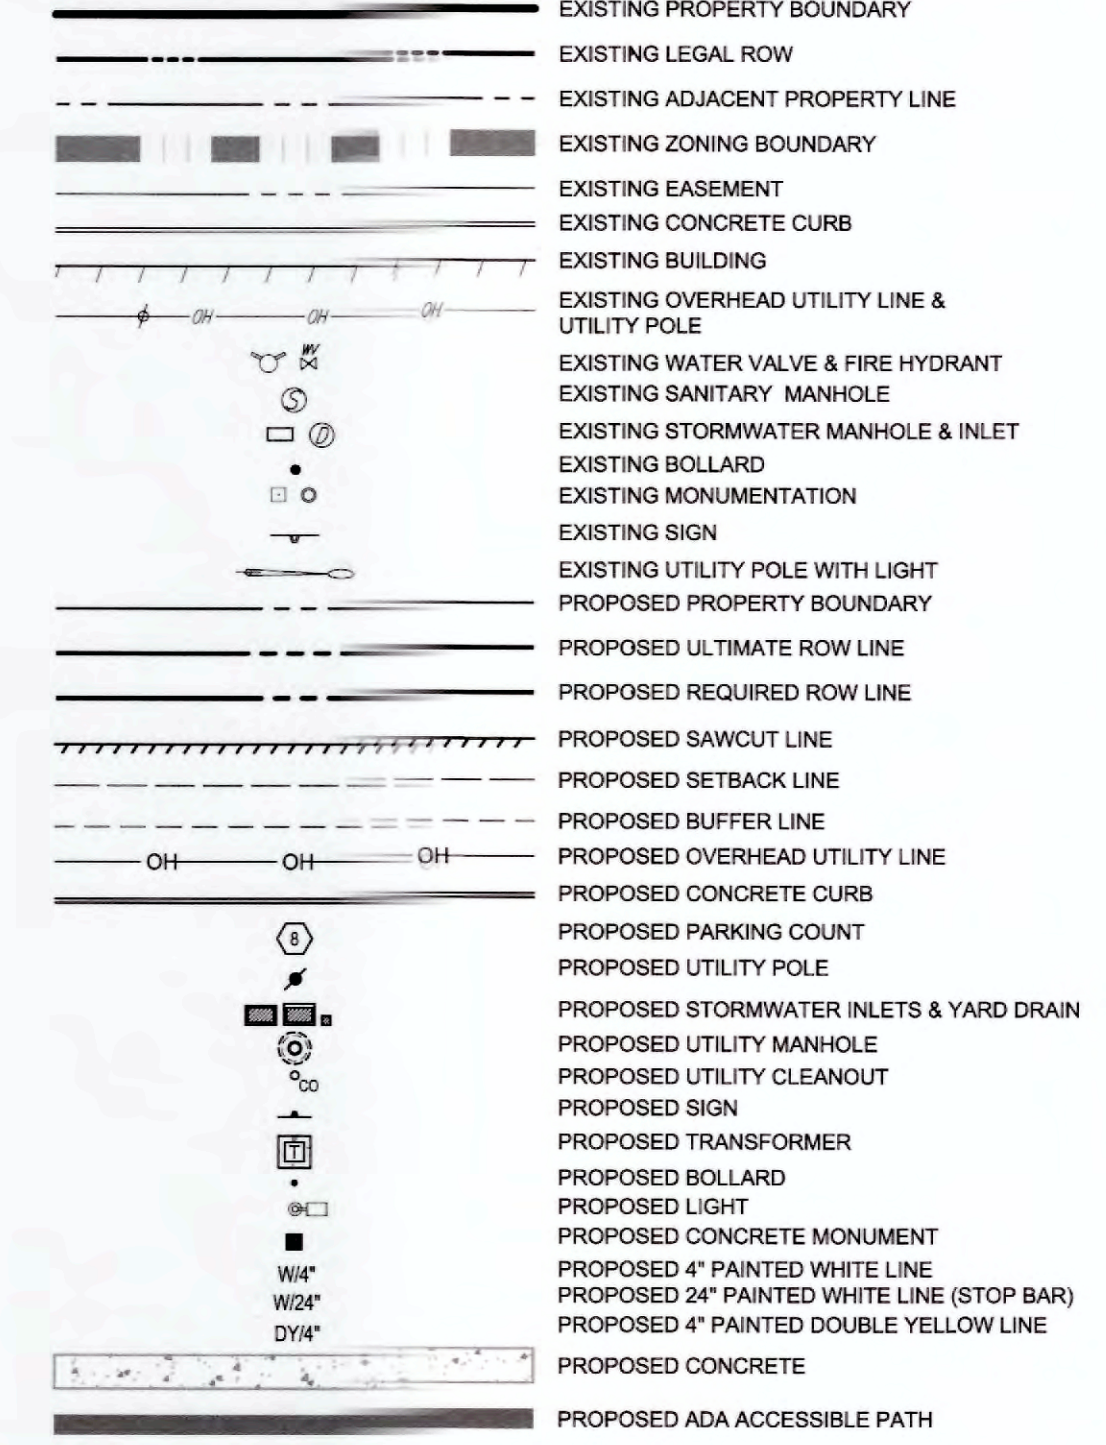 EXISTING PROPERTY BOUNDARY
EXISTING LEGAL ROW
EXISTING ADJACENT PROPERTY LINE
EXISTING ZONING BOUNDARY
EXISTING EASEMENT
EXISTING CONCRETE CURB
EXISTING BUILDING
OH OH OH EXISTING OVERHEAD UTILITY LINE &
UTILITY POLE
WV EXISTING WATER VALVE & FIRE HYDRANT
S EXISTING SANITARY MANHOLE
D EXISTING STORMWATER MANHOLE & INLET
EXISTING BOLLARD
EXISTING MONUMENTATION
EXISTING SIGN
EXISTING UTILITY POLE WITH LIGHT
PROPOSED PROPERTY BOUNDARY
PROPOSED ULTIMATE ROW LINE
PROPOSED REQUIRED ROW LINE
PROPOSED SAWCUT LINE
PROPOSED SETBACK LINE
PROPOSED BUFFER LINE
OH OH OH PROPOSED OVERHEAD UTILITY LINE
PROPOSED CONCRETE CURB
8 PROPOSED PARKING COUNT
PROPOSED UTILITY POLE
PROPOSED STORMWATER INLETS & YARD DRAIN
PROPOSED UTILITY MANHOLE
CO PROPOSED UTILITY CLEANOUT
PROPOSED SIGN
T PROPOSED TRANSFORMER
PROPOSED BOLLARD
PROPOSED LIGHT
PROPOSED CONCRETE MONUMENT
W/4" PROPOSED 4" PAINTED WHITE LINE
W/24" PROPOSED 24" PAINTED WHITE LINE (STOP BAR)
DY/4" PROPOSED 4" PAINTED DOUBLE YELLOW LINE
PROPOSED CONCRETE
PROPOSED ADA ACCESSIBLE PATH